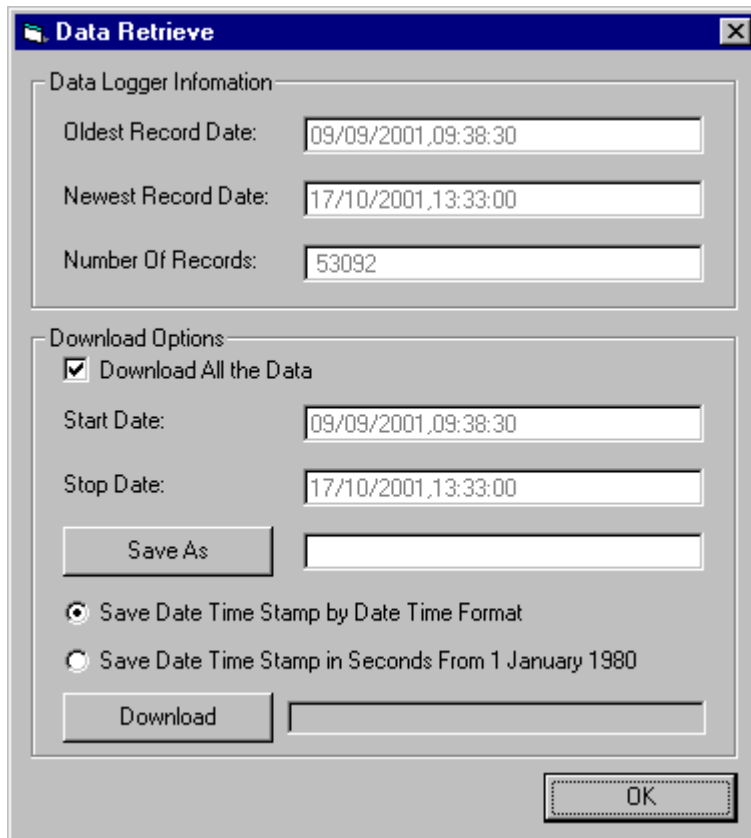 Data Retrieve
Data Logger Infomation
Oldest Record Date: 09/09/2001,09:38:30
Newest Record Date: 17/10/2001,13:33:00
Number Of Records: 53092
Download Options
Download All the Data
Start Date: 09/09/2001,09:38:30
Stop Date: 17/10/2001,13:33:00
Save As
Save Date Time Stamp by Date Time Format
Save Date Time Stamp in Seconds From 1 January 1980
Download
OK